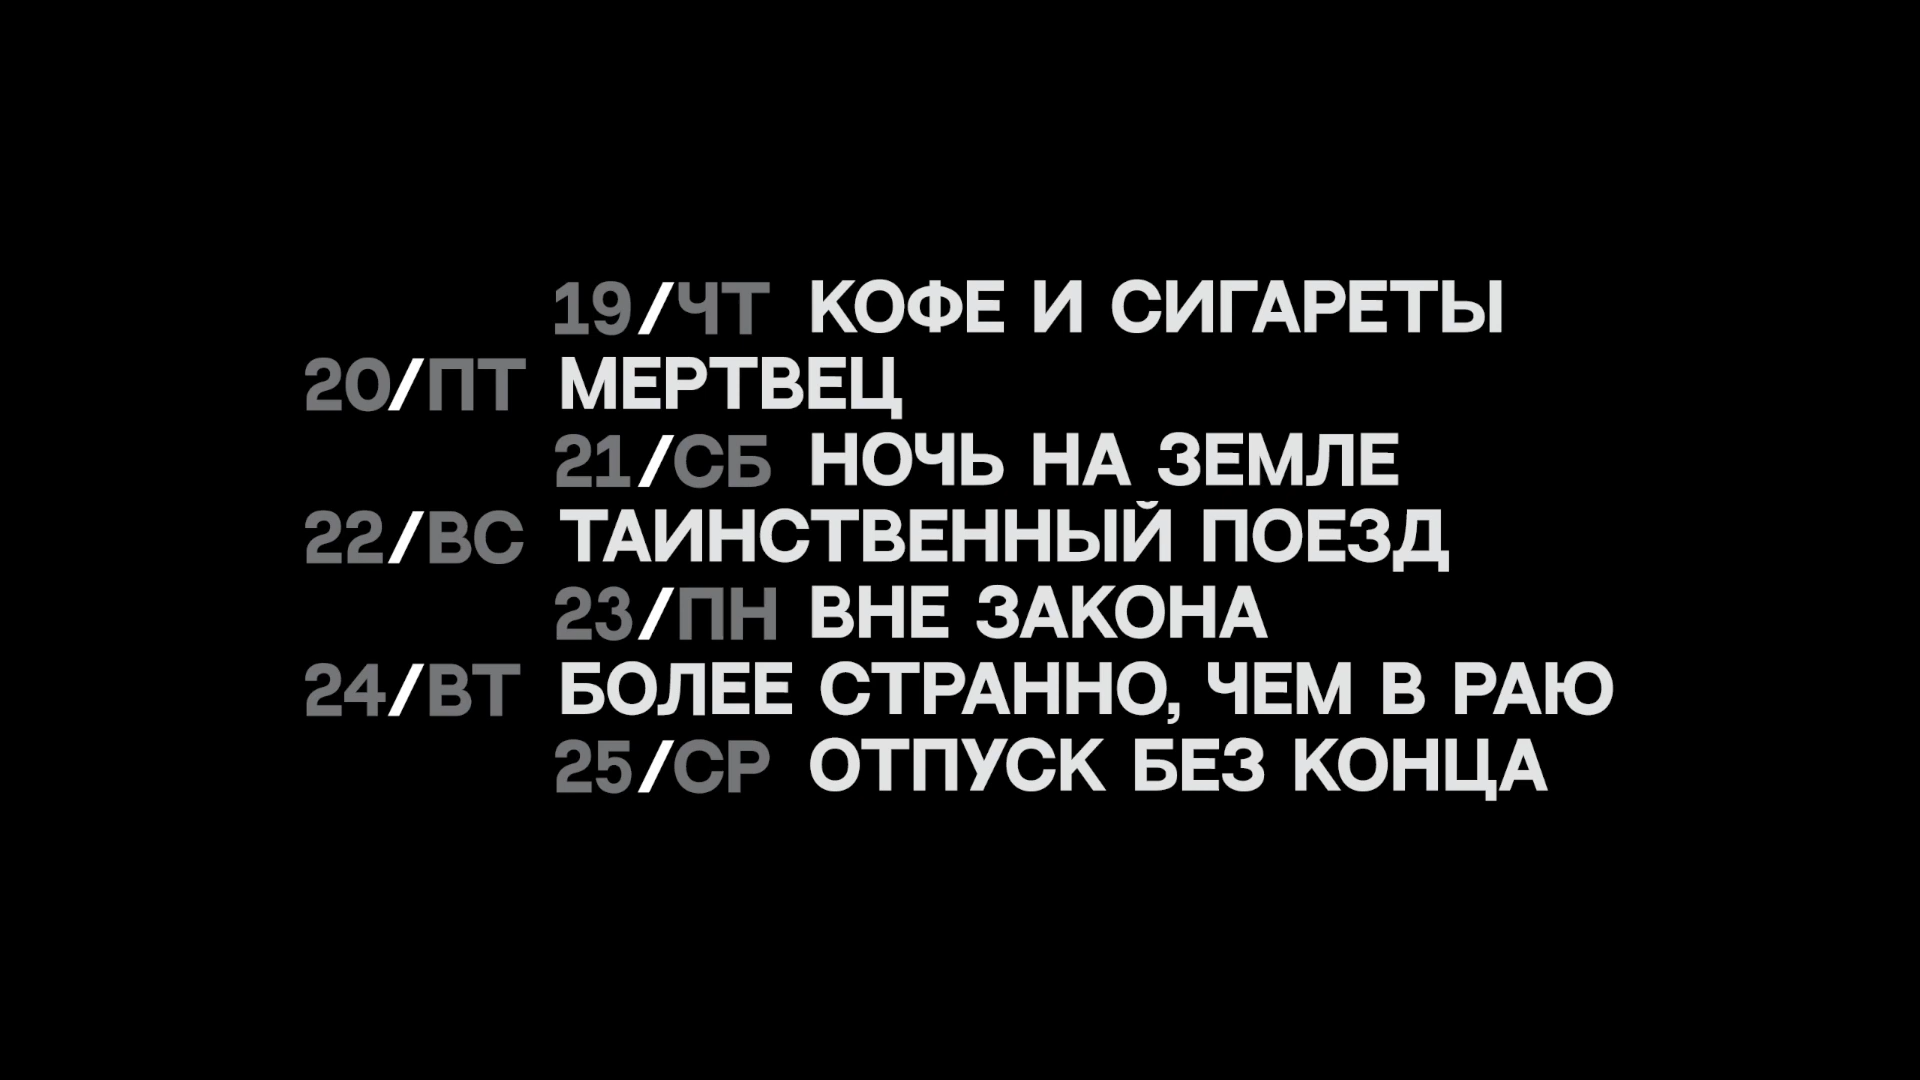 19/ЧТ КОФЕ И СИГАРЕТЫ
20/ПТ МЕРТВЕЦ
21/СБ НОЧЬ НА ЗЕМЛЕ
22/ВС ТАИНСТВЕННЫЙ ПОЕЗД
23/ПН ВНЕ ЗАКОНА
24/ВТ БОЛЕЕ СТРАННО, ЧЕМ В РАЮ
25/СР ОТПУСК БЕЗ КОНЦА